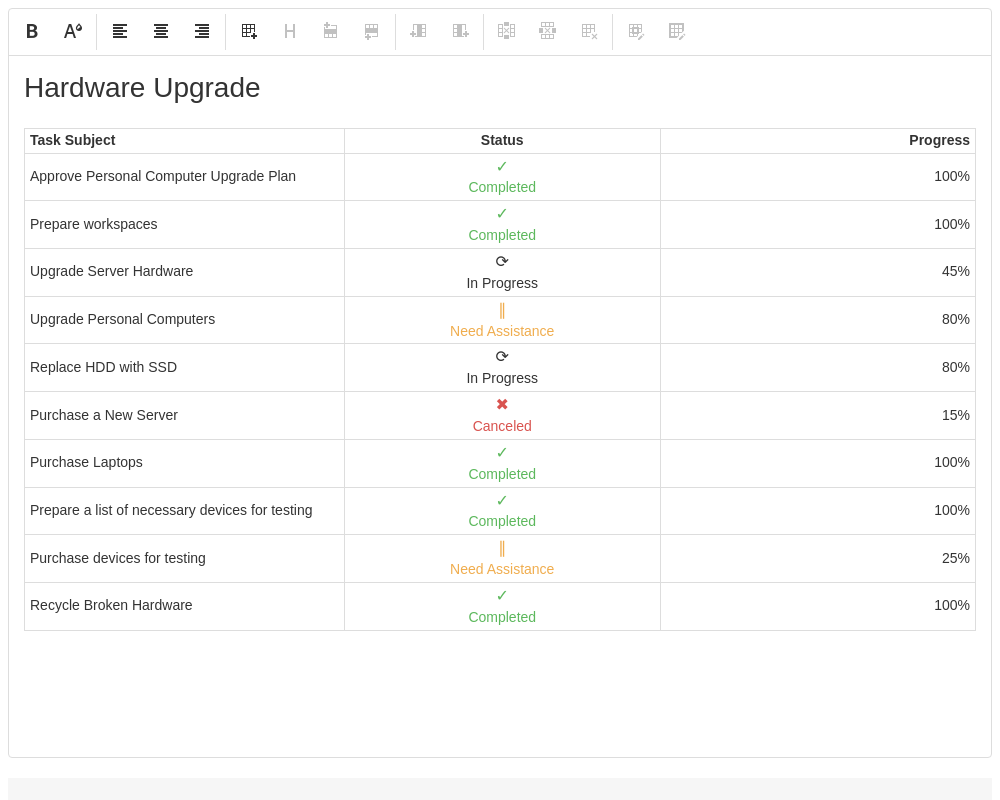 Hardware Upgrade
Task Subject Status Progress
Approve Personal Computer Upgrade Plan ✓ Completed 100%
Prepare workspaces ✓ Completed 100%
Upgrade Server Hardware ⟳ In Progress 45%
Upgrade Personal Computers ‖ Need Assistance 80%
Replace HDD with SSD ⟳ In Progress 80%
Purchase a New Server ✖ Canceled 15%
Purchase Laptops ✓ Completed 100%
Prepare a list of necessary devices for testing ✓ Completed 100%
Purchase devices for testing ‖ Need Assistance 25%
Recycle Broken Hardware ✓ Completed 100%